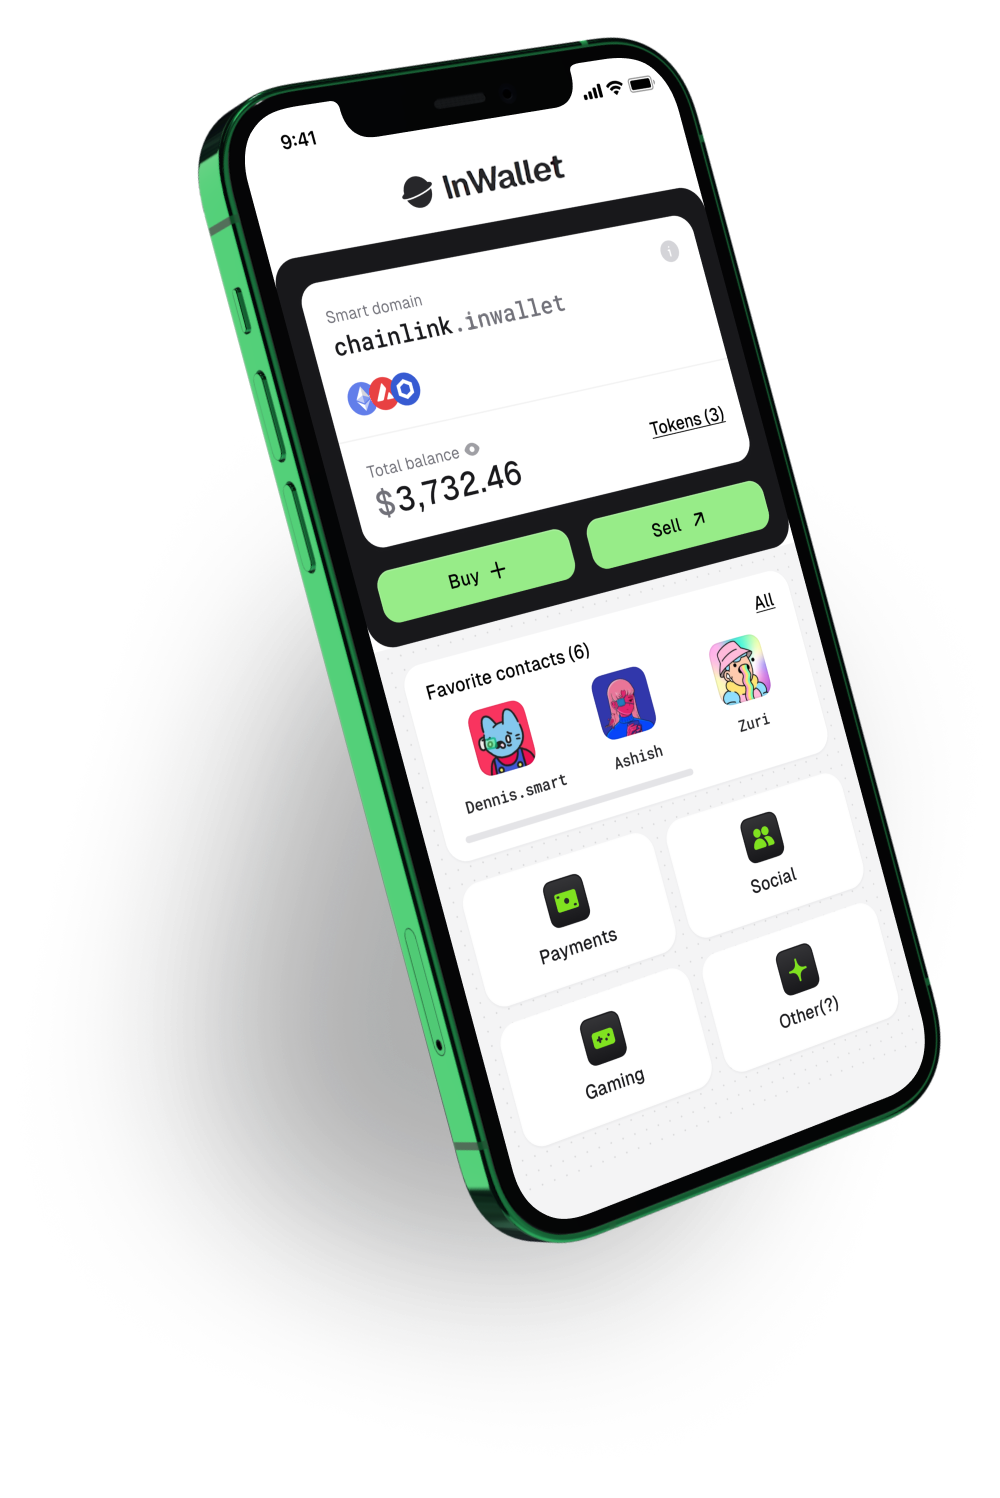 9:41
InWallet
Smart domain
chainlink.inwallet
Total balance
$3,732.46
Tokens (3)
Buy
Sell
Favorite contacts (6)
All
Dennis.smart
Ashish
Zuri
Payments
Social
Gaming
Other(?)